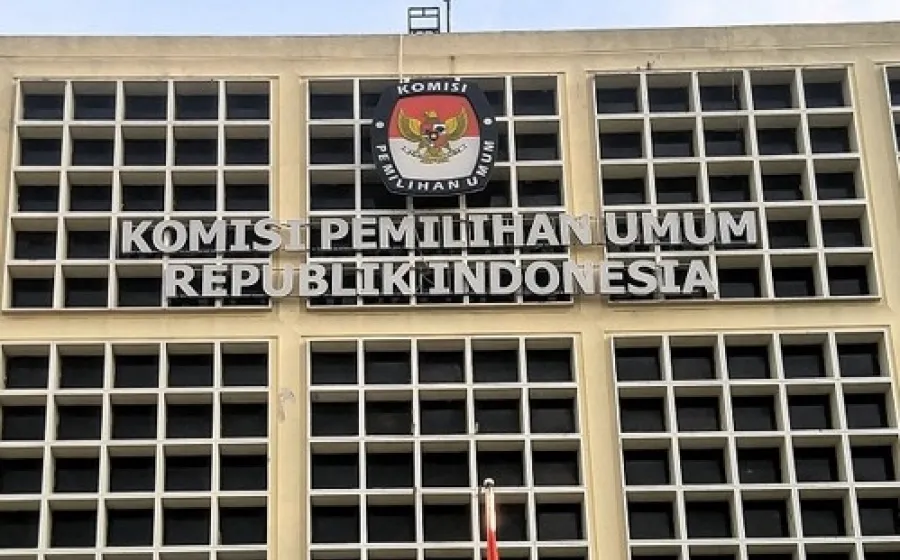 KOMISI
PEMILIHAN UMUM
KOMISI PEMILIHAN UMUM
REPUBLIK INDONESIA